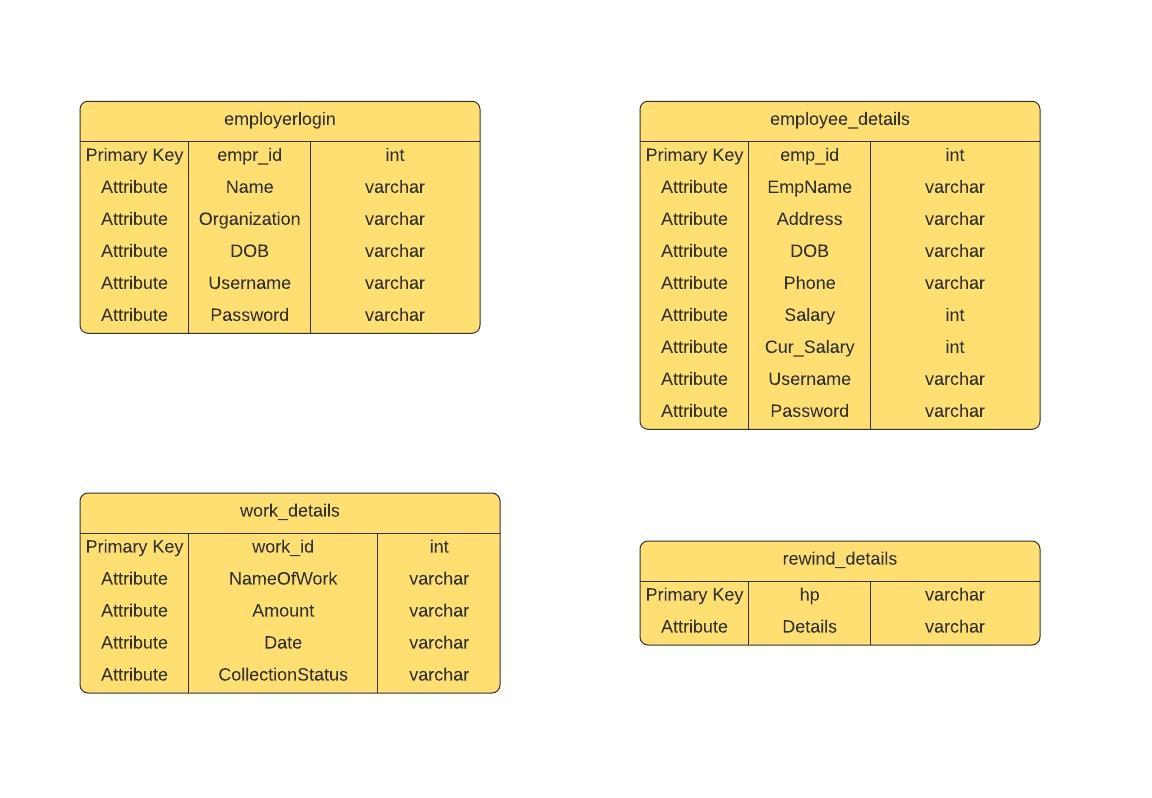 employerlogin
Primary Key empr_id int
Attribute Name varchar
Attribute Organization varchar
Attribute DOB varchar
Attribute Username varchar
Attribute Password varchar
employee_details
Primary Key emp_id int
Attribute EmpName varchar
Attribute Address varchar
Attribute DOB varchar
Attribute Phone varchar
Attribute Salary int
Attribute Cur_Salary int
Attribute Username varchar
Attribute Password varchar
work_details
Primary Key work_id int
Attribute NameOfWork varchar
Attribute Amount varchar
Attribute Date varchar
Attribute CollectionStatus varchar
rewind_details
Primary Key hp varchar
Attribute Details varchar